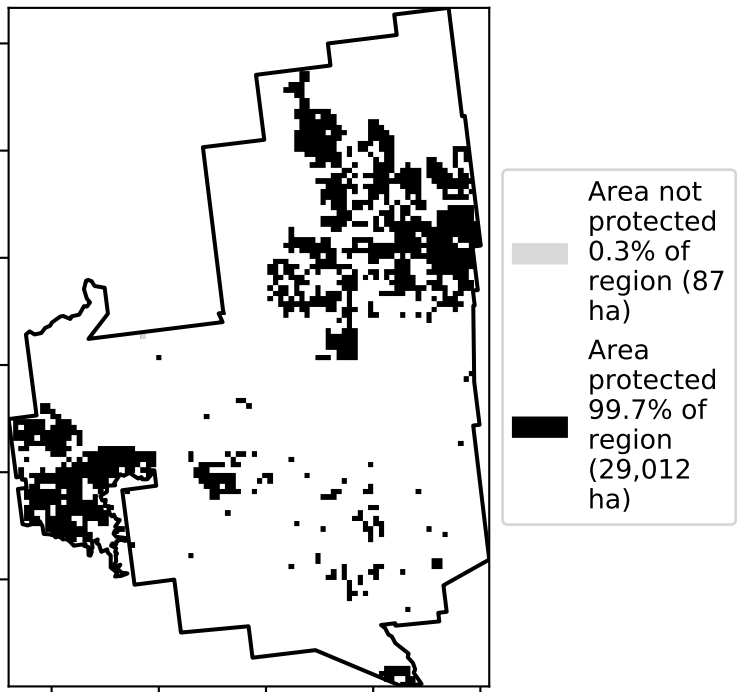 Area not
protected
0.3% of
region (87
ha)
Area
protected
99.7% of
region
(29,012
ha)